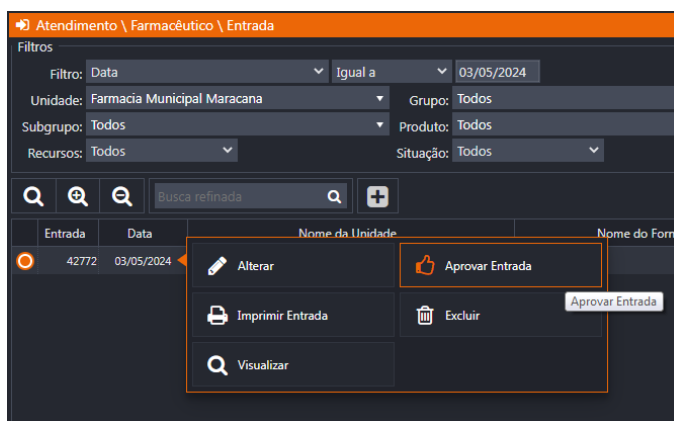 Atendimento \ Farmacêutico \ Entrada
Filtros
Filtro: Data Igual a 03/05/2024
Unidade: Farmacia Municipal Maracana Grupo: Todos
Subgrupo: Todos Produto: Todos
Recursos: Todos Situação: Todos
Busca refinada
Entrada Data Nome da Unidade Nome do Forn
42772 03/05/2024
Alterar Aprovar Entrada
Aprovar Entrada
Imprimir Entrada Excluir
Visualizar